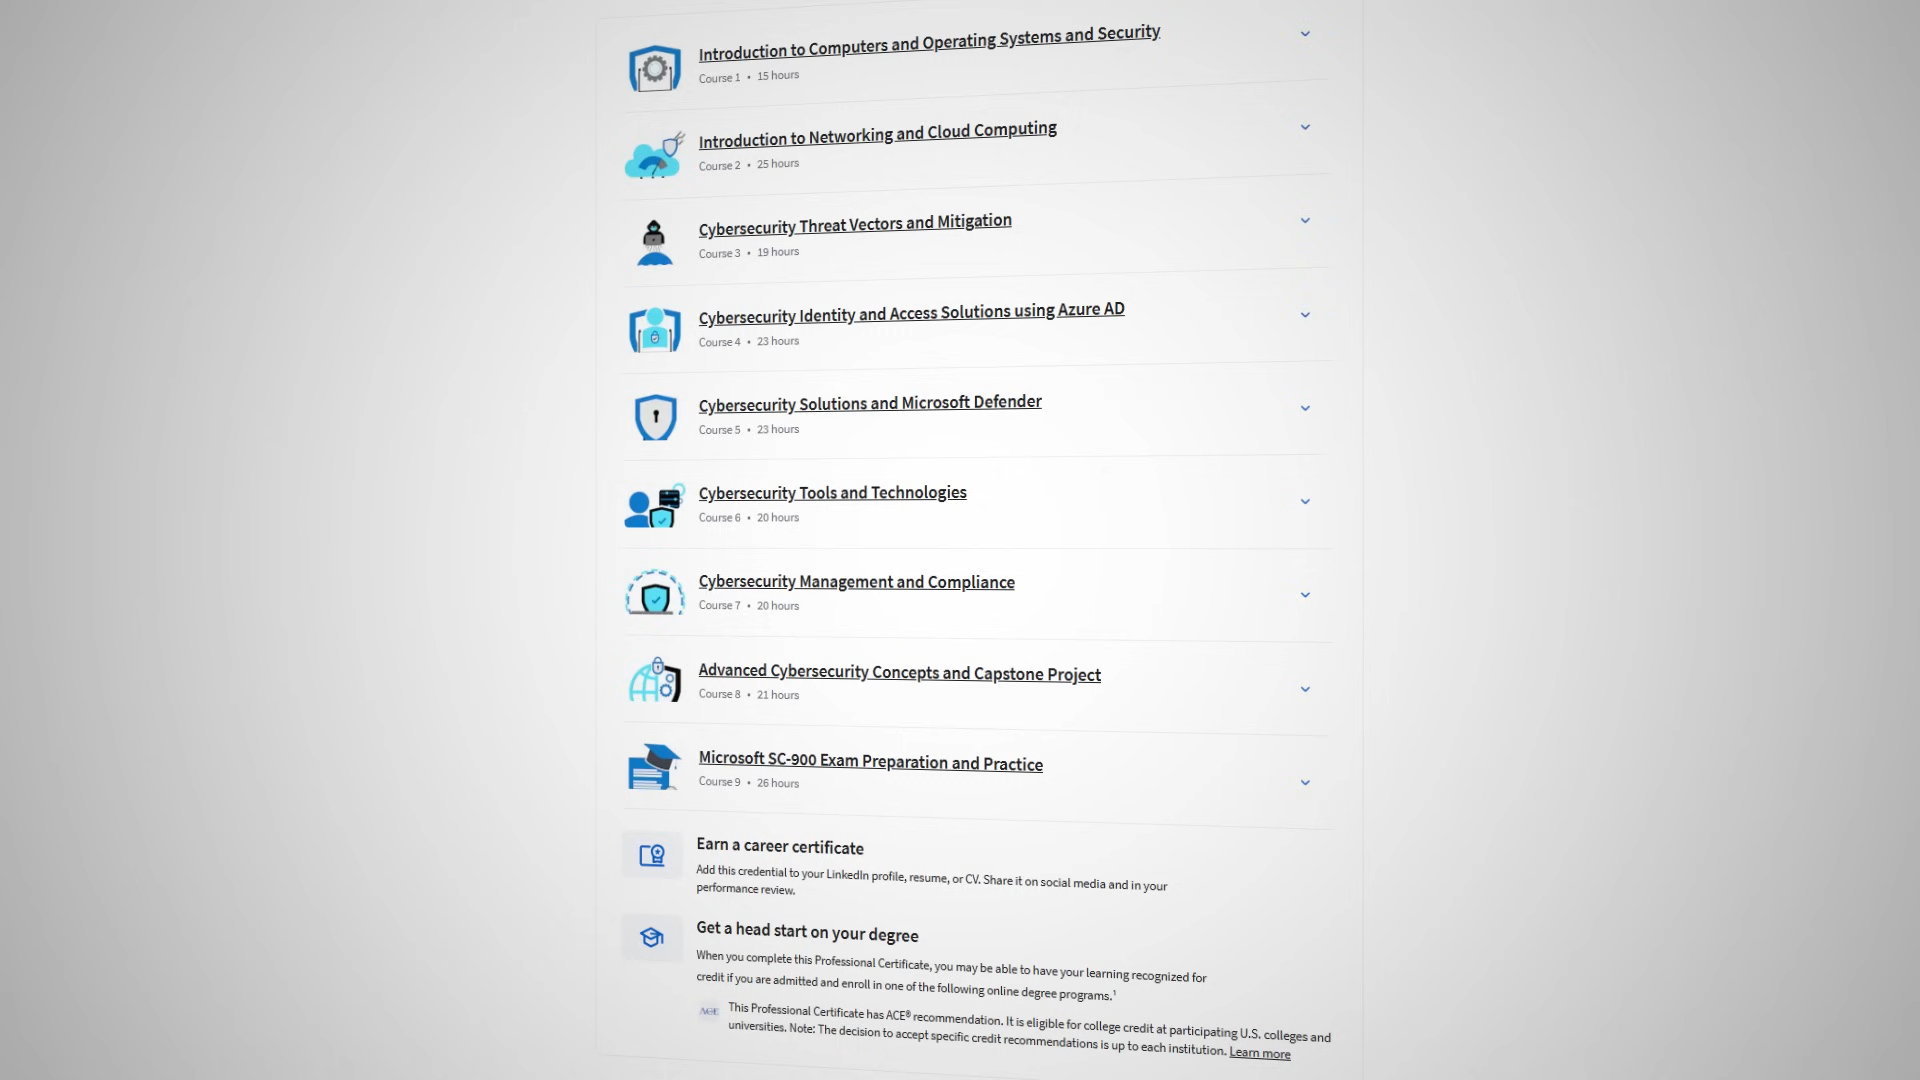 Introduction to Computers and Operating Systems and Security
Course 1 • 15 hours
Introduction to Networking and Cloud Computing
Course 2 • 25 hours
Cybersecurity Threat Vectors and Mitigation
Course 3 • 19 hours
Cybersecurity Identity and Access Solutions using Azure AD
Course 4 • 23 hours
Cybersecurity Solutions and Microsoft Defender
Course 5 • 23 hours
Cybersecurity Tools and Technologies
Course 6 • 20 hours
Cybersecurity Management and Compliance
Course 7 • 20 hours
Advanced Cybersecurity Concepts and Capstone Project
Course 8 • 21 hours
Microsoft SC-900 Exam Preparation and Practice
Course 9 • 26 hours
Earn a career certificate
Add this credential to your LinkedIn profile, resume, or CV. Share it on social media and in your
performance review.
Get a head start on your degree
When you complete this Professional Certificate, you may be able to have your learning recognized for
credit if you are admitted and enroll in one of the following online degree programs.¹
ACE
This Professional Certificate has ACE® recommendation. It is eligible for college credit at participating U.S. colleges and
universities. Note: The decision to accept specific credit recommendations is up to each institution. Learn more